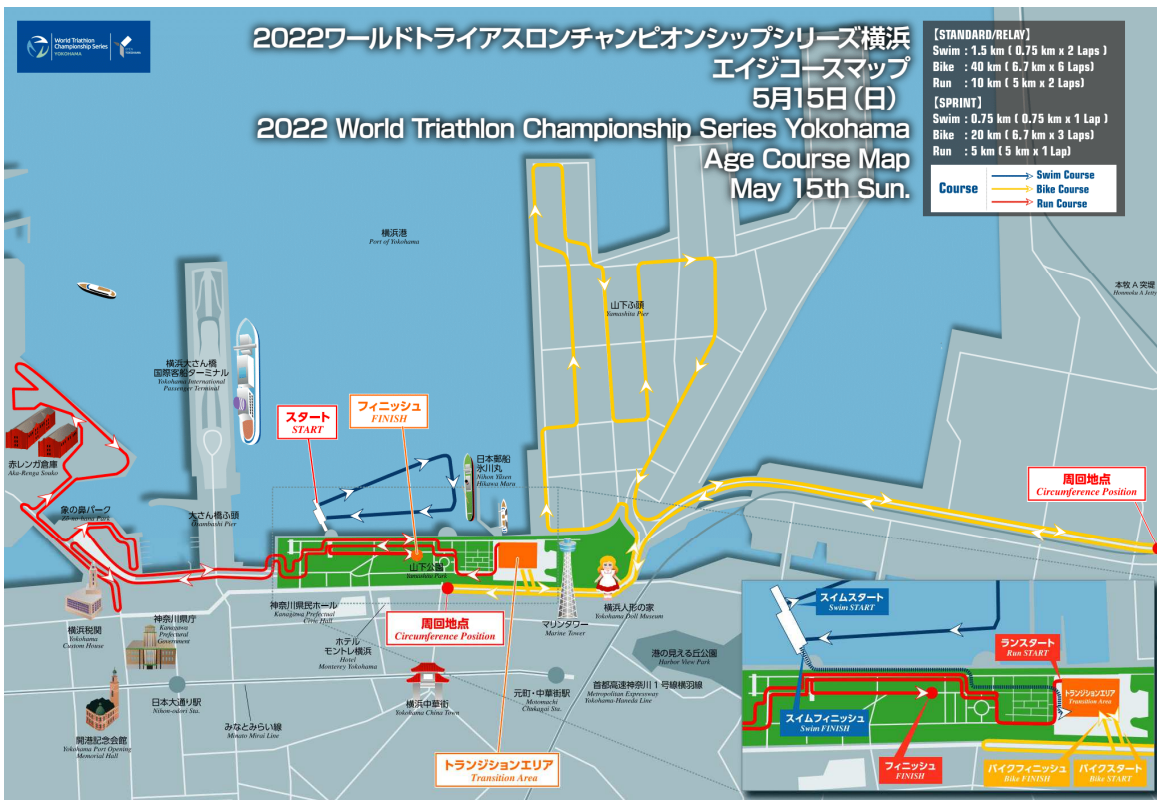 World Triathlon
Championship Series
YOKOHAMA
2022ワールドトライアスロンチャンピオンシップシリーズ横浜
エイジコースマップ
5月15日(日)
2022 World Triathlon Championship Series Yokohama
Age Course Map
May 15th Sun.
【STANDARD/RELAY】
Swim : 1.5 km ( 0.75 km x 2 Laps )
Bike : 40 km ( 6.7 km x 6 Laps)
Run : 10 km ( 5 km x 2 Laps)
【SPRINT】
Swim : 0.75 km ( 0.75 km x 1 Lap )
Bike : 20 km ( 6.7 km x 3 Laps)
Run : 5 km ( 5 km x 1 Lap)
Course
Swim Course
Bike Course
Run Course
横浜港
Port of Yokohama
山下ふ頭
Yamashita Pier
本牧A突堤
Honmoku A Jetty
横浜大さん橋
国際客船ターミナル
Yokohama International
Passenger Terminal
スタート
START
フィニッシュ
FINISH
赤レンガ倉庫
Aka-Renga Souko
日本郵船
氷川丸
Nihon Yūsen
Hikawa Maru
周回地点
Circumference Position
象の鼻パーク
Zō-no-hana Park
大さん橋ふ頭
Osambashi Pier
山下公園
Yamashita Park
横浜税関
Yokohama
Custom House
神奈川県庁
Kanagawa
Prefectural
Government
神奈川県民ホール
Kanagawa Prefectual
Civic Hall
周回地点
Circumference Position
マリンタワー
Marine Tower
横浜人形の家
Yokohama Doll Museum
ホテル
モントレ横浜
Hotel
Monterey Yokohama
港の見える丘公園
Harbor View Park
日本大通り駅
Nihon-odori Sta.
横浜中華街
Yokohama China Town
元町・中華街駅
Motomachi
Chukagai Sta.
首都高速神奈川1号線横羽線
Metropolitan Expressway
Yokohama-Haneda Line
みなとみらい線
Minato Mirai Line
開港記念会館
Yokohama Port Opening
Memorial Hall
トランジションエリア
Transition Area
スイムスタート
Swim START
ランスタート
Run START
トランジションエリア
Transition Area
スイムフィニッシュ
Swim FINISH
フィニッシュ
FINISH
バイクフィニッシュ
Bike FINISH
バイクスタート
Bike START